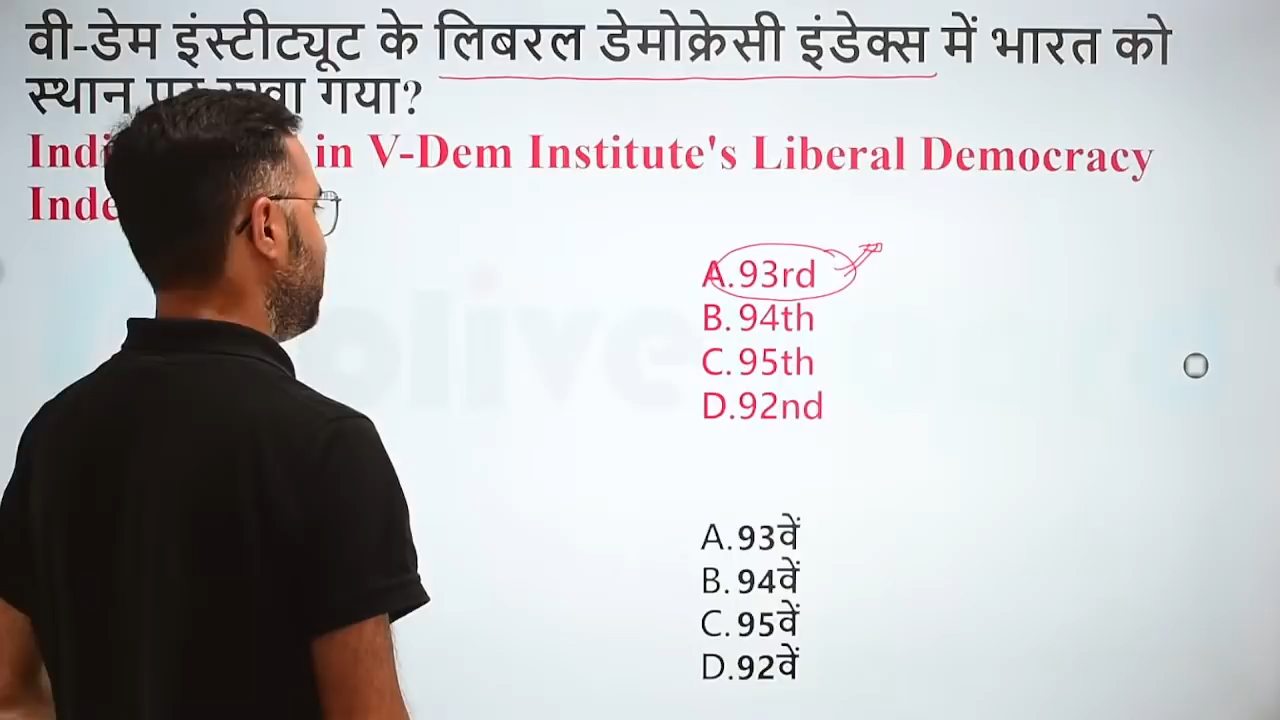 वी-डेम इंस्टीट्यूट के लिबरल डेमोक्रेसी इंडेक्स में भारत को
स्थान गया?
in V-Dem Institute's Liberal Democracy
A.93rd
B. 94th
C. 95th
D.92nd
A.93वें
B. 94वें
C. 95वें
D.92वें